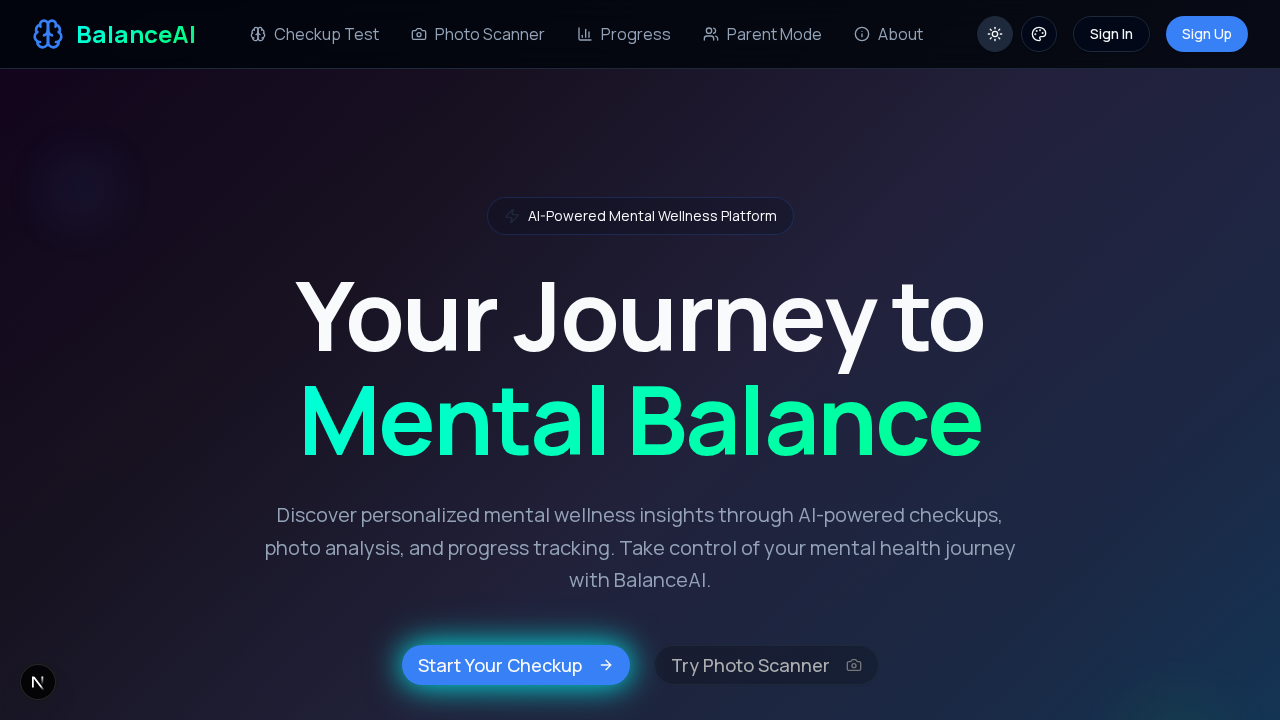 BalanceAI
Checkup Test
Photo Scanner
Progress
Parent Mode
About
Sign In
Sign Up
AI-Powered Mental Wellness Platform
Your Journey to
Mental Balance
Discover personalized mental wellness insights through AI-powered checkups,
photo analysis, and progress tracking. Take control of your mental health journey
with BalanceAI.
Start Your Checkup
Try Photo Scanner
N